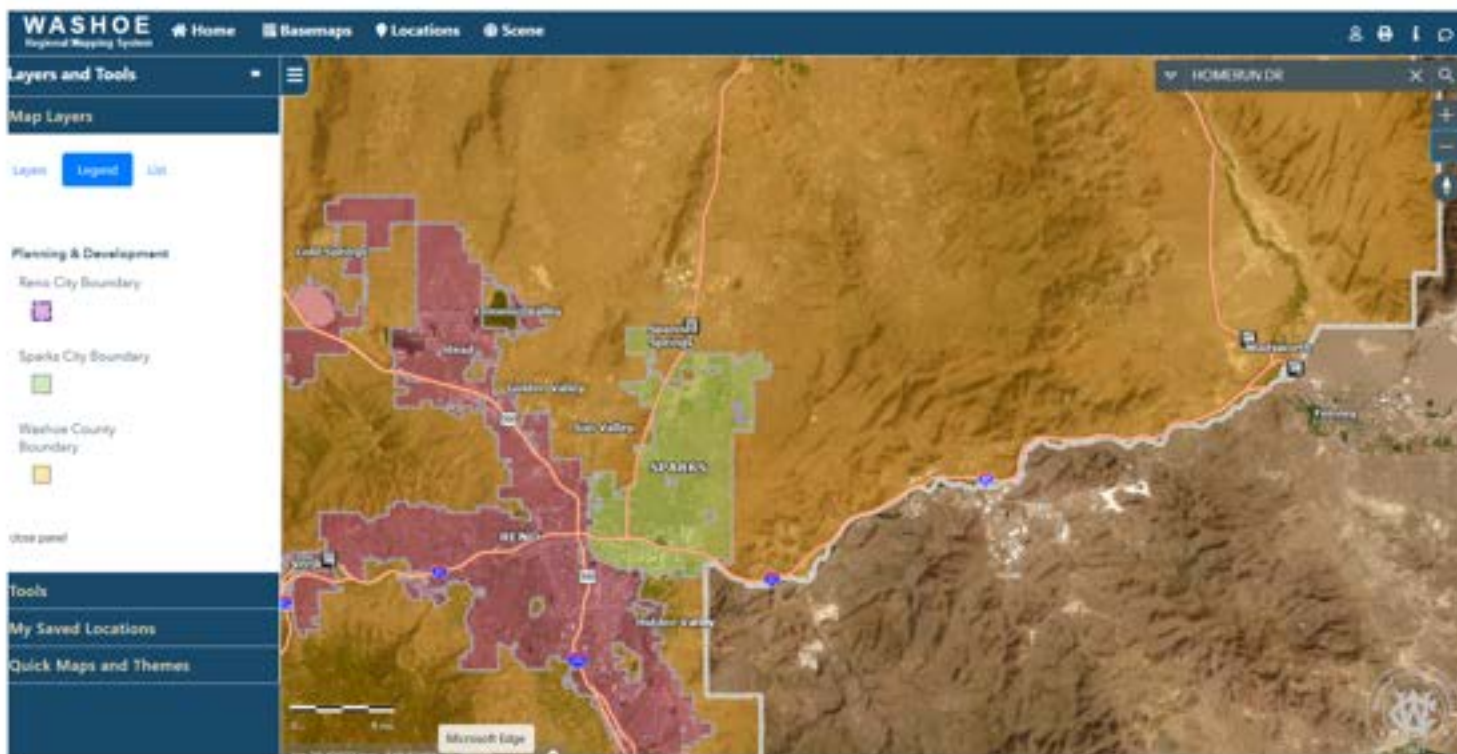 WASHOE
Regional Mapping System
Home
Basemaps
Locations
Scene
Layers and Tools
HOMERUN DR
Map Layers
Layers
Legend
List
Planning & Development
Reno City Boundary
Sparks City Boundary
Washoe County
Boundary
close panel
Tools
My Saved Locations
Quick Maps and Themes
Cold Springs
Lemmon Valley
Stead
Spanish
Springs
Golden Valley
Sun Valley
SPARKS
RENO
Verdi
Hidden Valley
Wadsworth
Fernley
Microsoft Edge